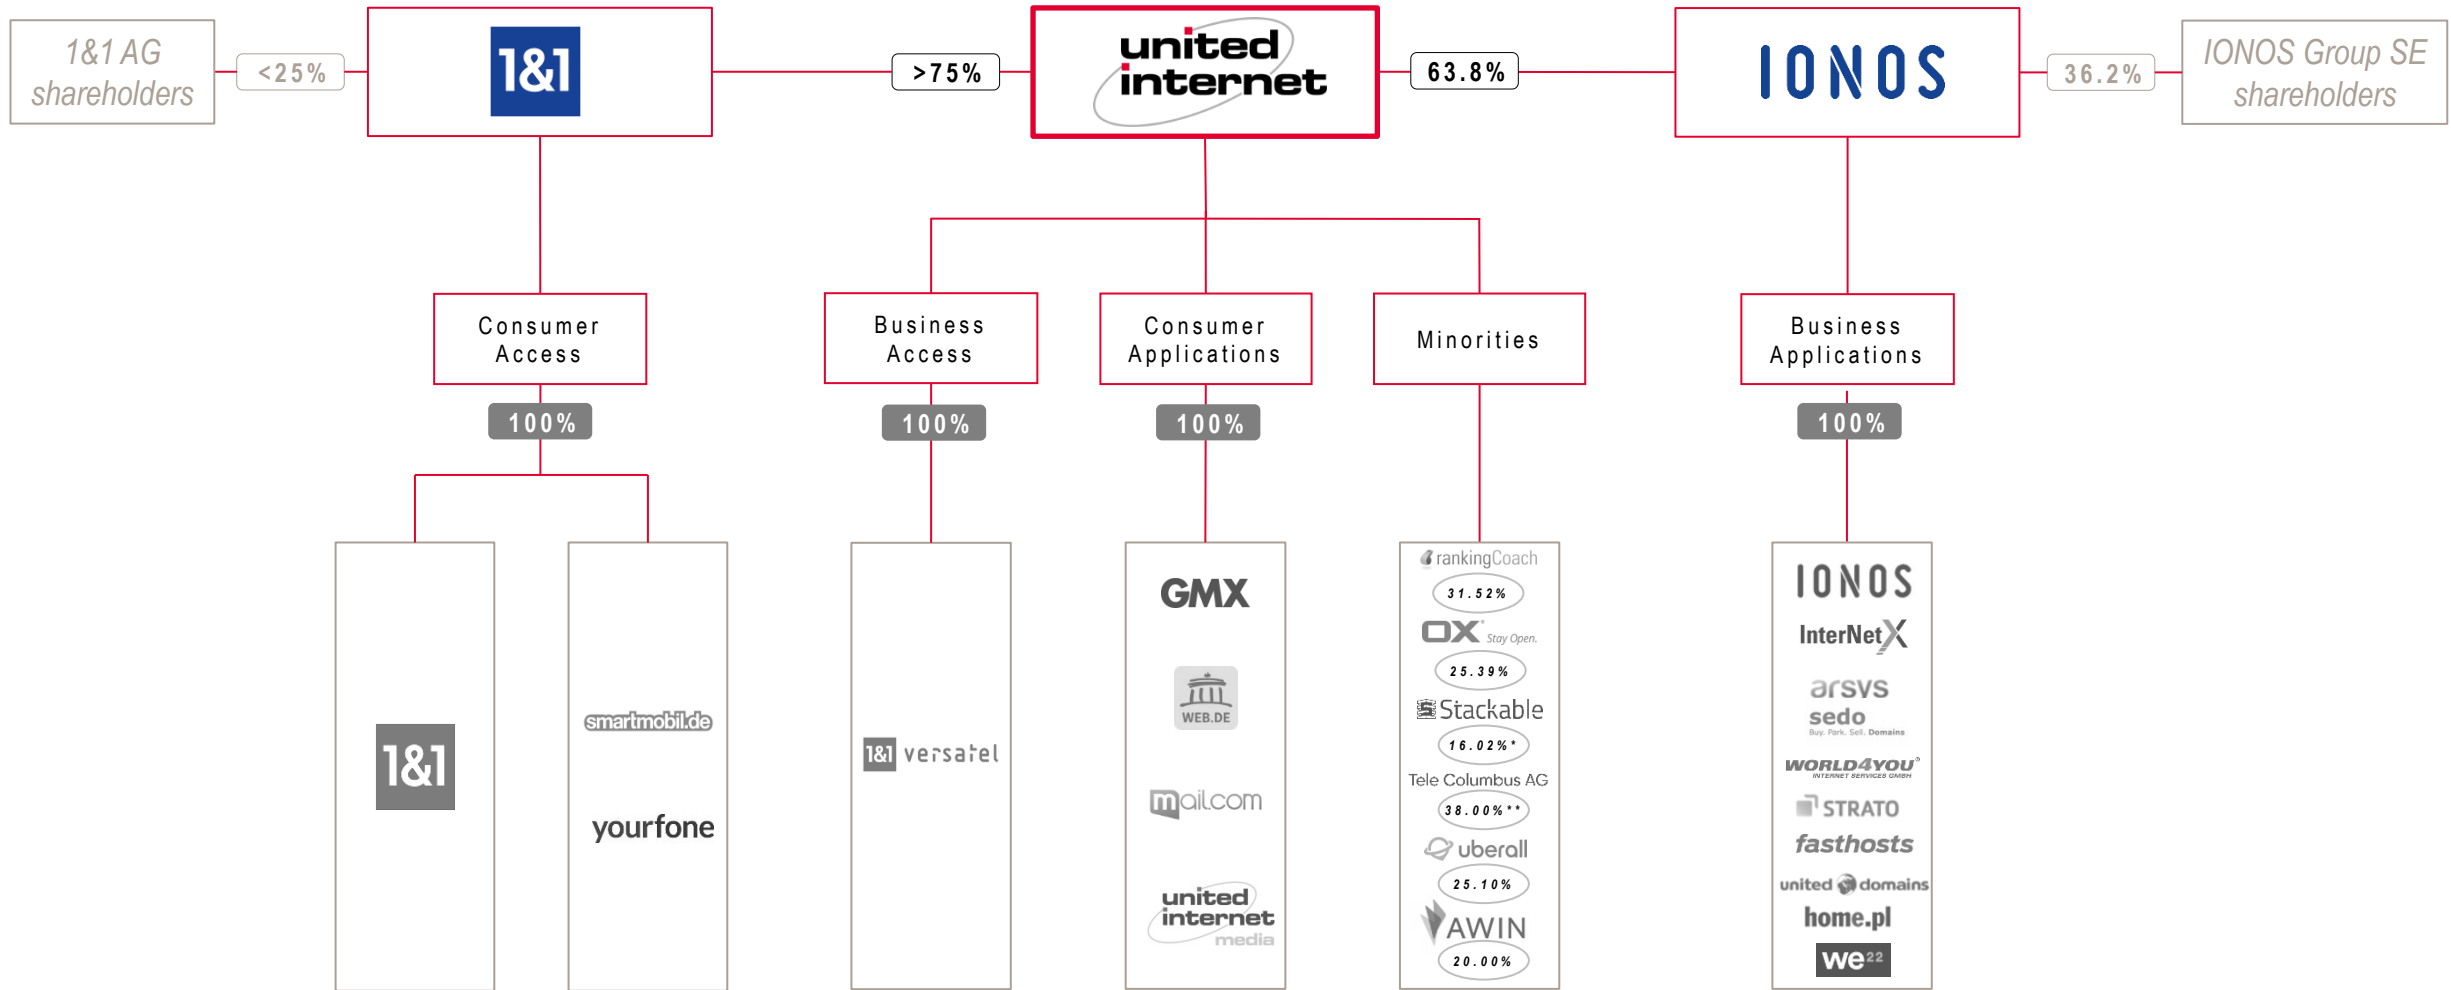 1&1 AG
shareholders
<25%
1&1
>75%
united
internet
63.8%
IONOS
36.2%
IONOS Group SE
shareholders
Consumer
Access
Business
Access
Consumer
Applications
Minorities
Business
Applications
100%
100%
100%
100%
1&1
smartmobil.de
yourfone
1&1 versatel
GMX
WEB.DE
mail.com
united
internet
media
rankingCoach
31.52%
OX Stay Open.
25.39%
Stackable
16.02%*
Tele Columbus AG
38.00%**
uberall
25.10%
AWIN
20.00%
IONOS
InterNetX
arsys
sedo
Buy. Park. Sell. Domains
WORLD4YOU®
INTERNET SERVICES GMBH
STRATO
fasthosts
united domains
home.pl
we22